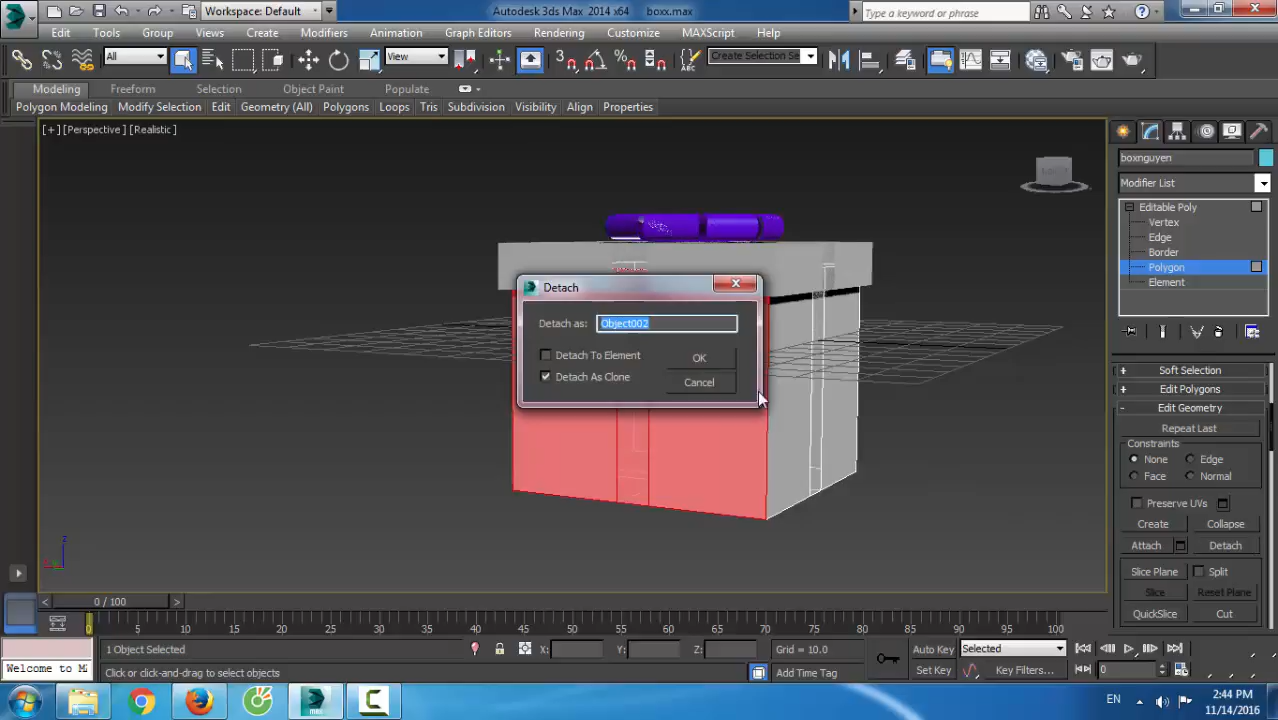 Workspace: Default
Autodesk 3ds Max 2014 x64
boxx.max
Type a keyword or phrase
Edit Tools Group Views Create Modifiers Animation Graph Editors Rendering Customize MAXScript Help
All
View
Create Selection Se
Modeling Freeform Selection Object Paint Populate
Polygon Modeling Modify Selection Edit Geometry (All) Polygons Loops Tris Subdivision Visibility Align Properties
[+] [Perspective] [Realistic]
Detach
Detach as: Object002
Detach To Element
OK
Detach As Clone
Cancel
boxnguyen
Modifier List
Editable Poly
Vertex
Edge
Border
Polygon
Element
+ Soft Selection
+ Edit Polygons
- Edit Geometry
Repeat Last
Constraints
None Edge
Face Normal
Preserve UVs
Create Collapse
Attach Detach
Slice Plane Split
Slice Reset Plane
QuickSlice Cut
z
< 0 / 100 >
0 5 10 15 20 25 30 35 40 45 50 55 60 65 70 75 80 85 90 95 100
1 Object Selected
X: Y: Z:
Grid = 10.0
Auto Key
Selected
Welcome to M
Click or click-and-drag to select objects
Add Time Tag
Set Key
Key Filters...
0
EN
2:44 PM
11/14/2016